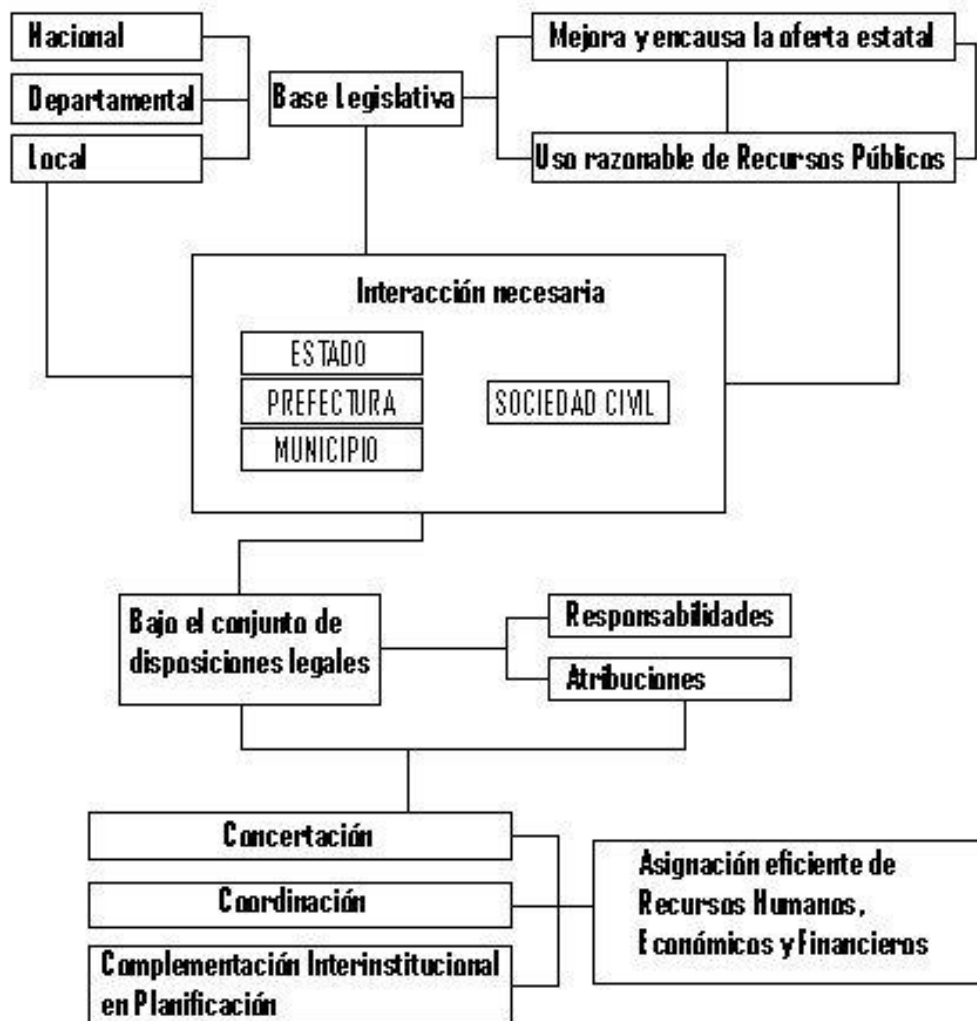 Nacional
Departamental
Local
Base Legislativa
Mejora y encausa la oferta estatal
Uso razonable de Recursos Públicos
Interacción necesaria
ESTADO
PREFECTURA
MUNICIPIO
SOCIEDAD CIVIL
Bajo el conjunto de
disposiciones legales
Responsabilidades
Atribuciones
Concertación
Coordinación
Complementación Interinstitucional
en Planificación
Asignación eficiente de
Recursos Humanos,
Económicos y Financieros